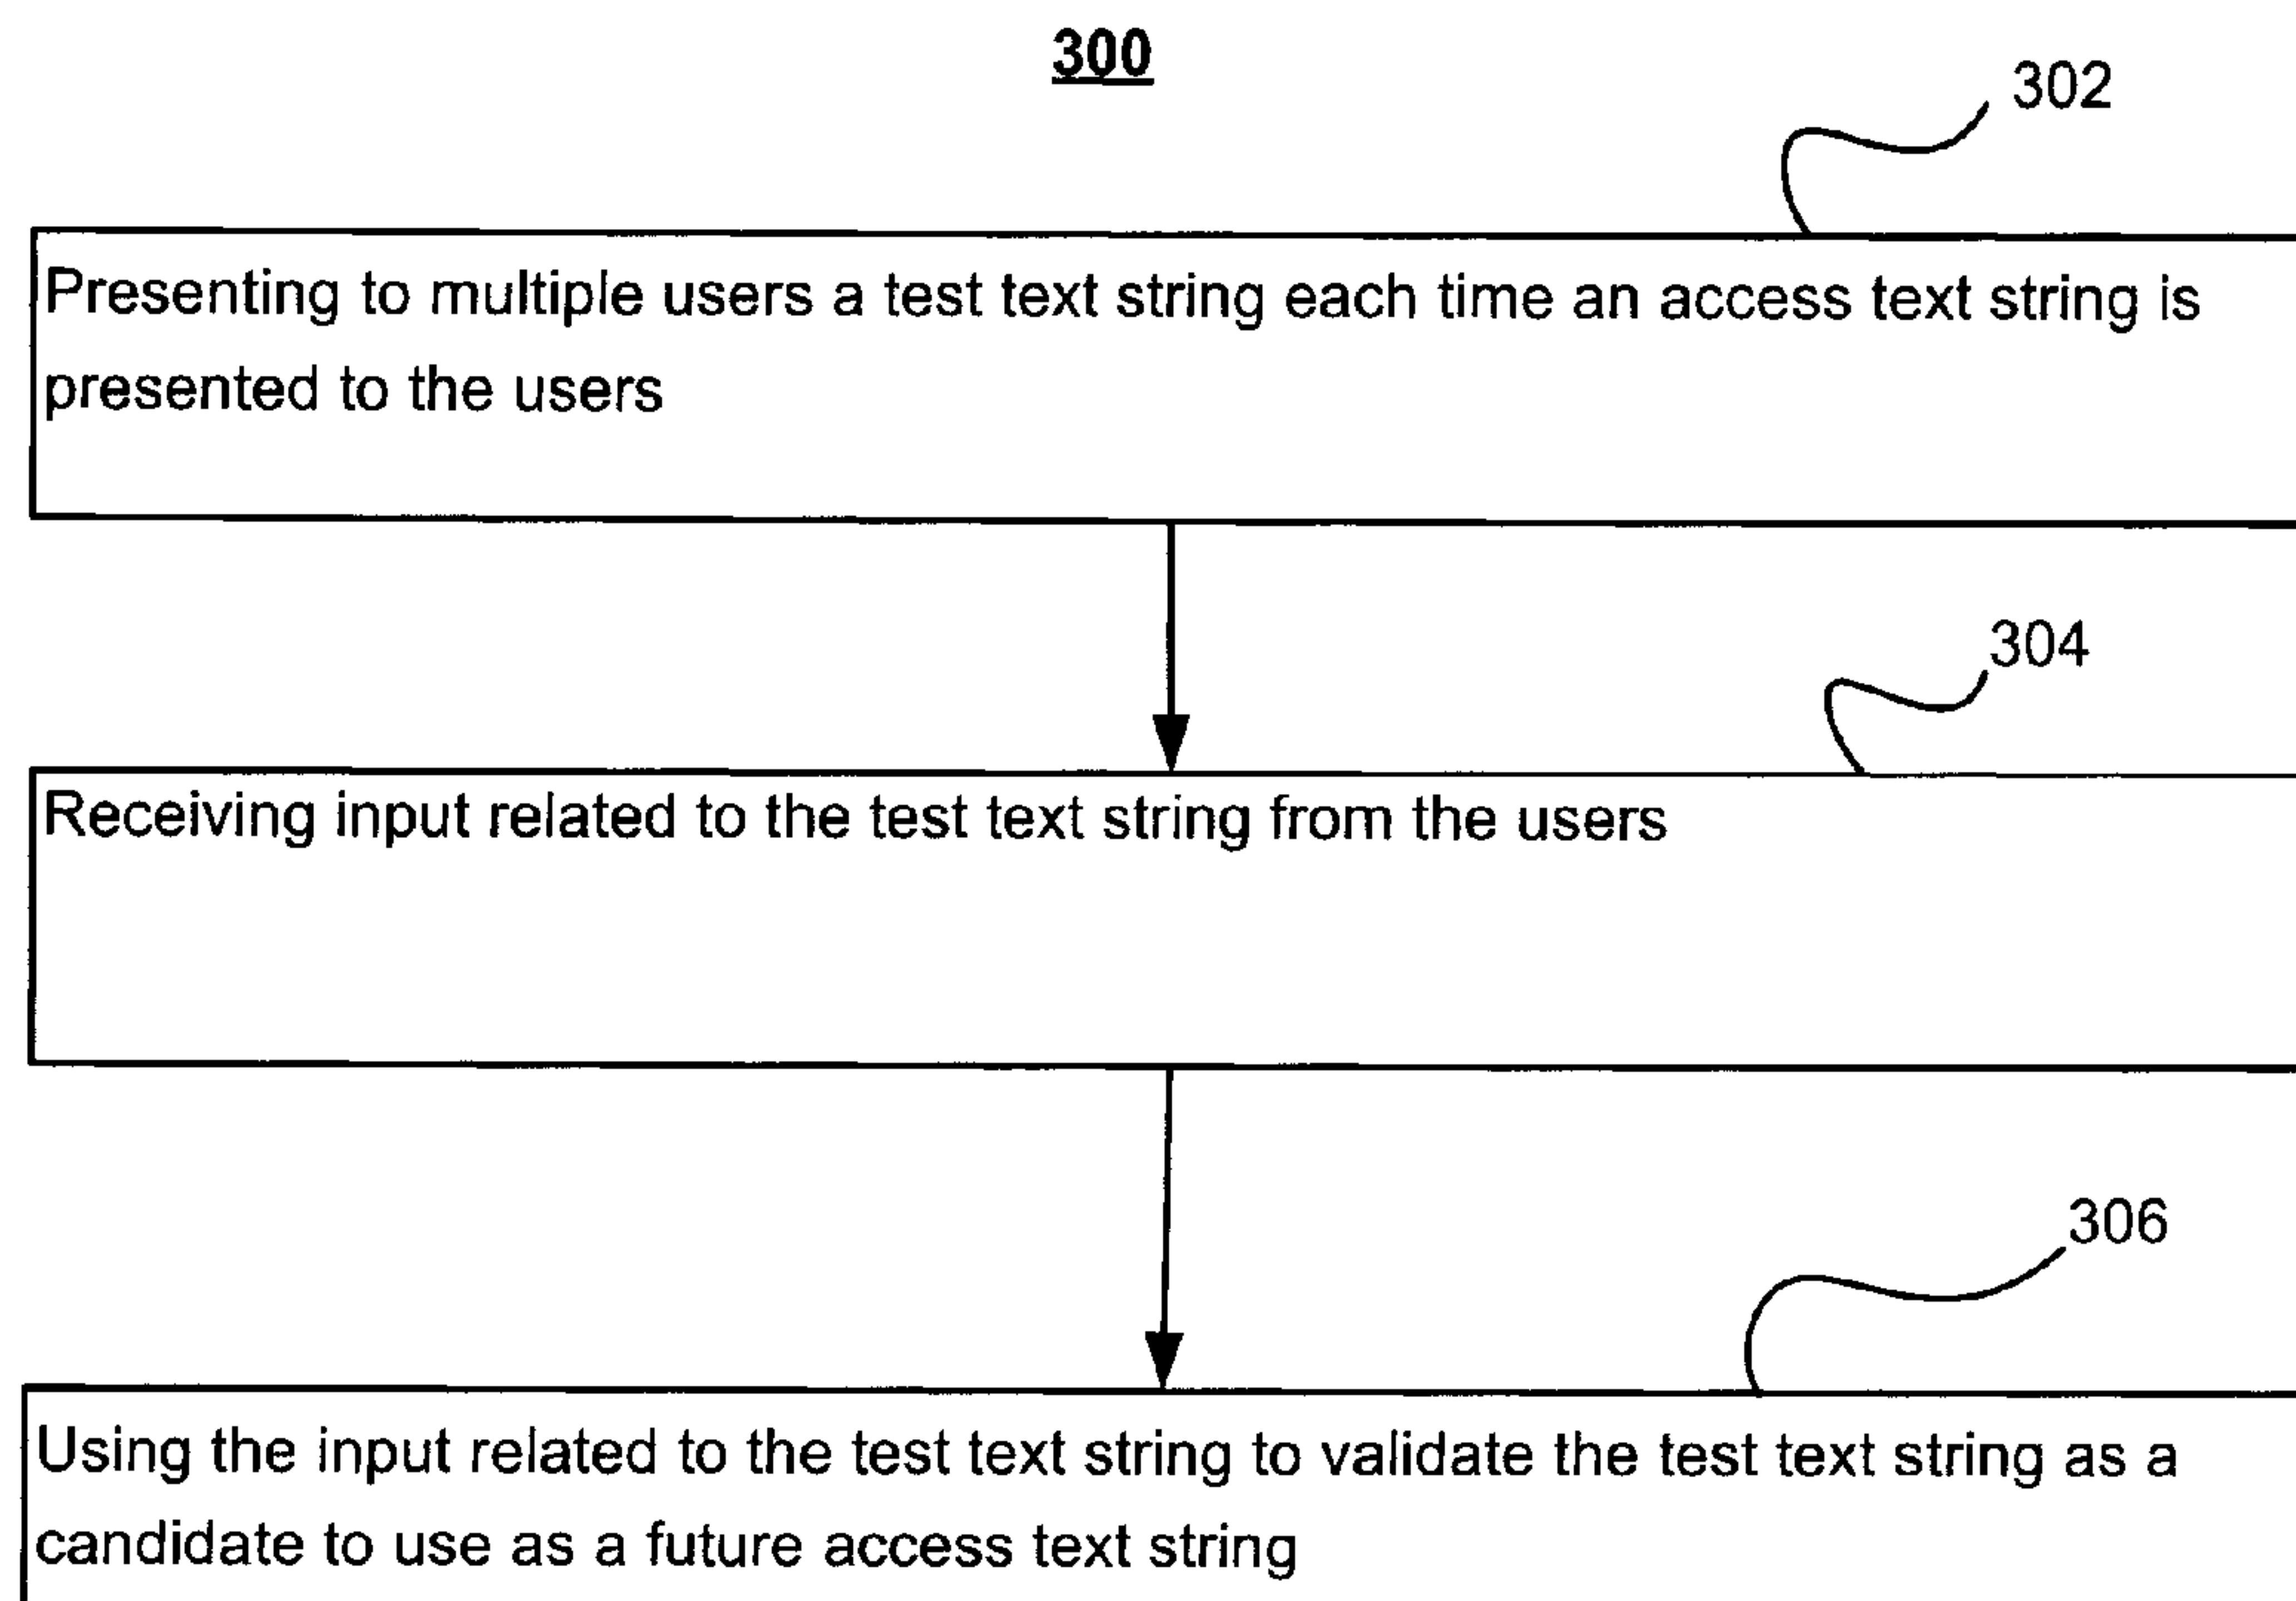 300
302
Presenting to multiple users a test text string each time an access text string is
presented to the users
304
Receiving input related to the test text string from the users
306
Using the input related to the test text string to validate the test text string as a
candidate to use as a future access text string